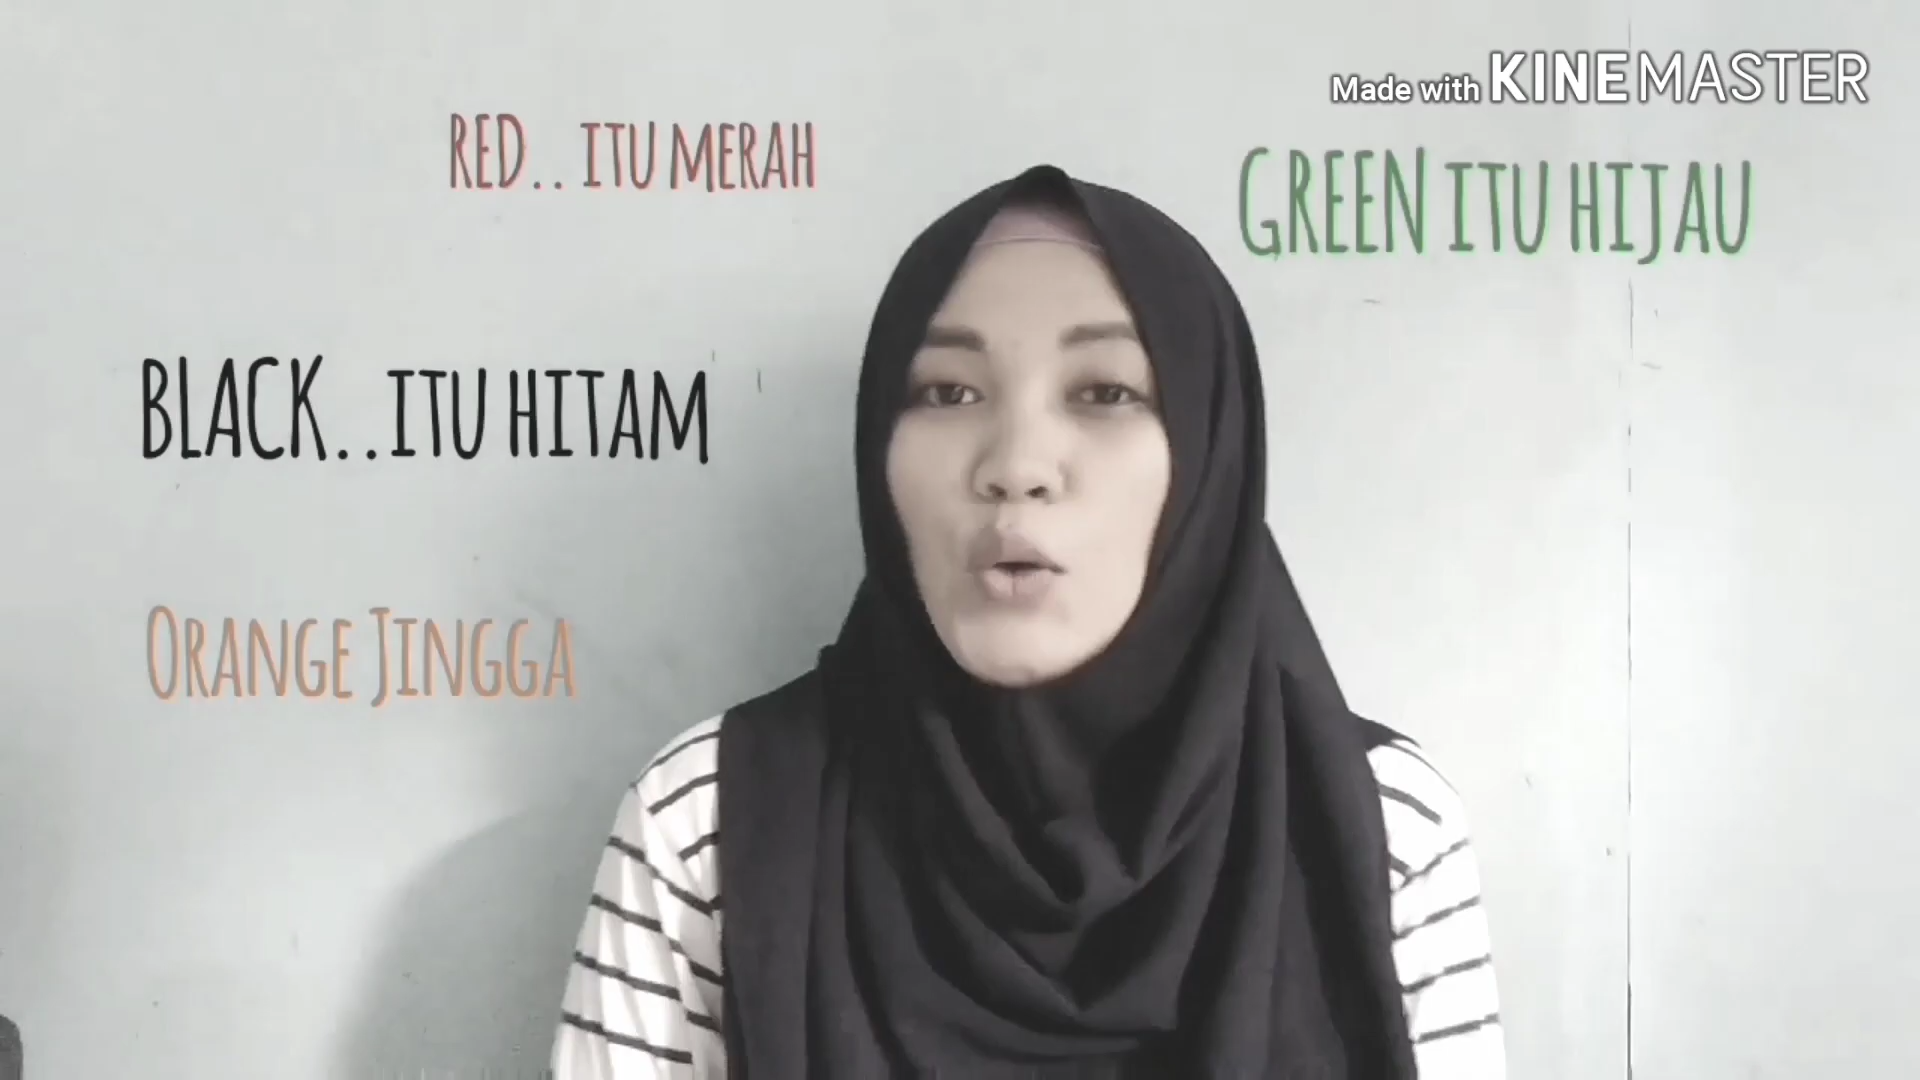 Made with KINEMASTER
RED.. ITU MERAH
GREEN ITU HIJAU
BLACK..ITU HITAM
ORANGE JINGGA